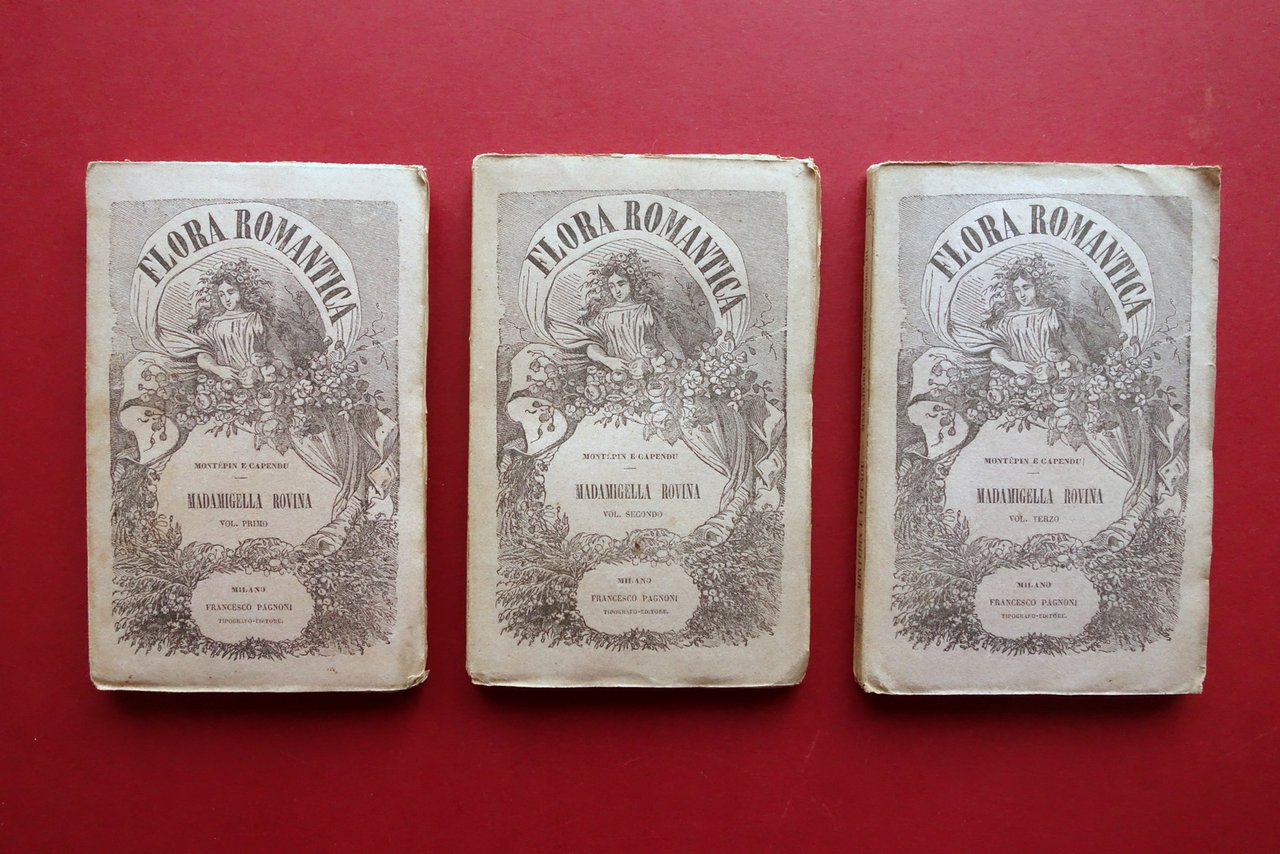 FLORA ROMANTICA
MONTÉPIN E CAPENDU
MADAMIGELLA ROVINA
VOL. PRIMO
MILANO
FRANCESCO PAGNONI
TIPOGRAFO-EDITORE.
FLORA ROMANTICA
MONTÉPIN E CAPENDU
MADAMIGELLA ROVINA
VOL. SECONDO
MILANO
FRANCESCO PAGNONI
TIPOGRAFO-EDITORE.
FLORA ROMANTICA
MONTÉPIN E CAPENDU
MADAMIGELLA ROVINA
VOL. TERZO
MILANO
FRANCESCO PAGNONI
TIPOGRAFO-EDITORE.